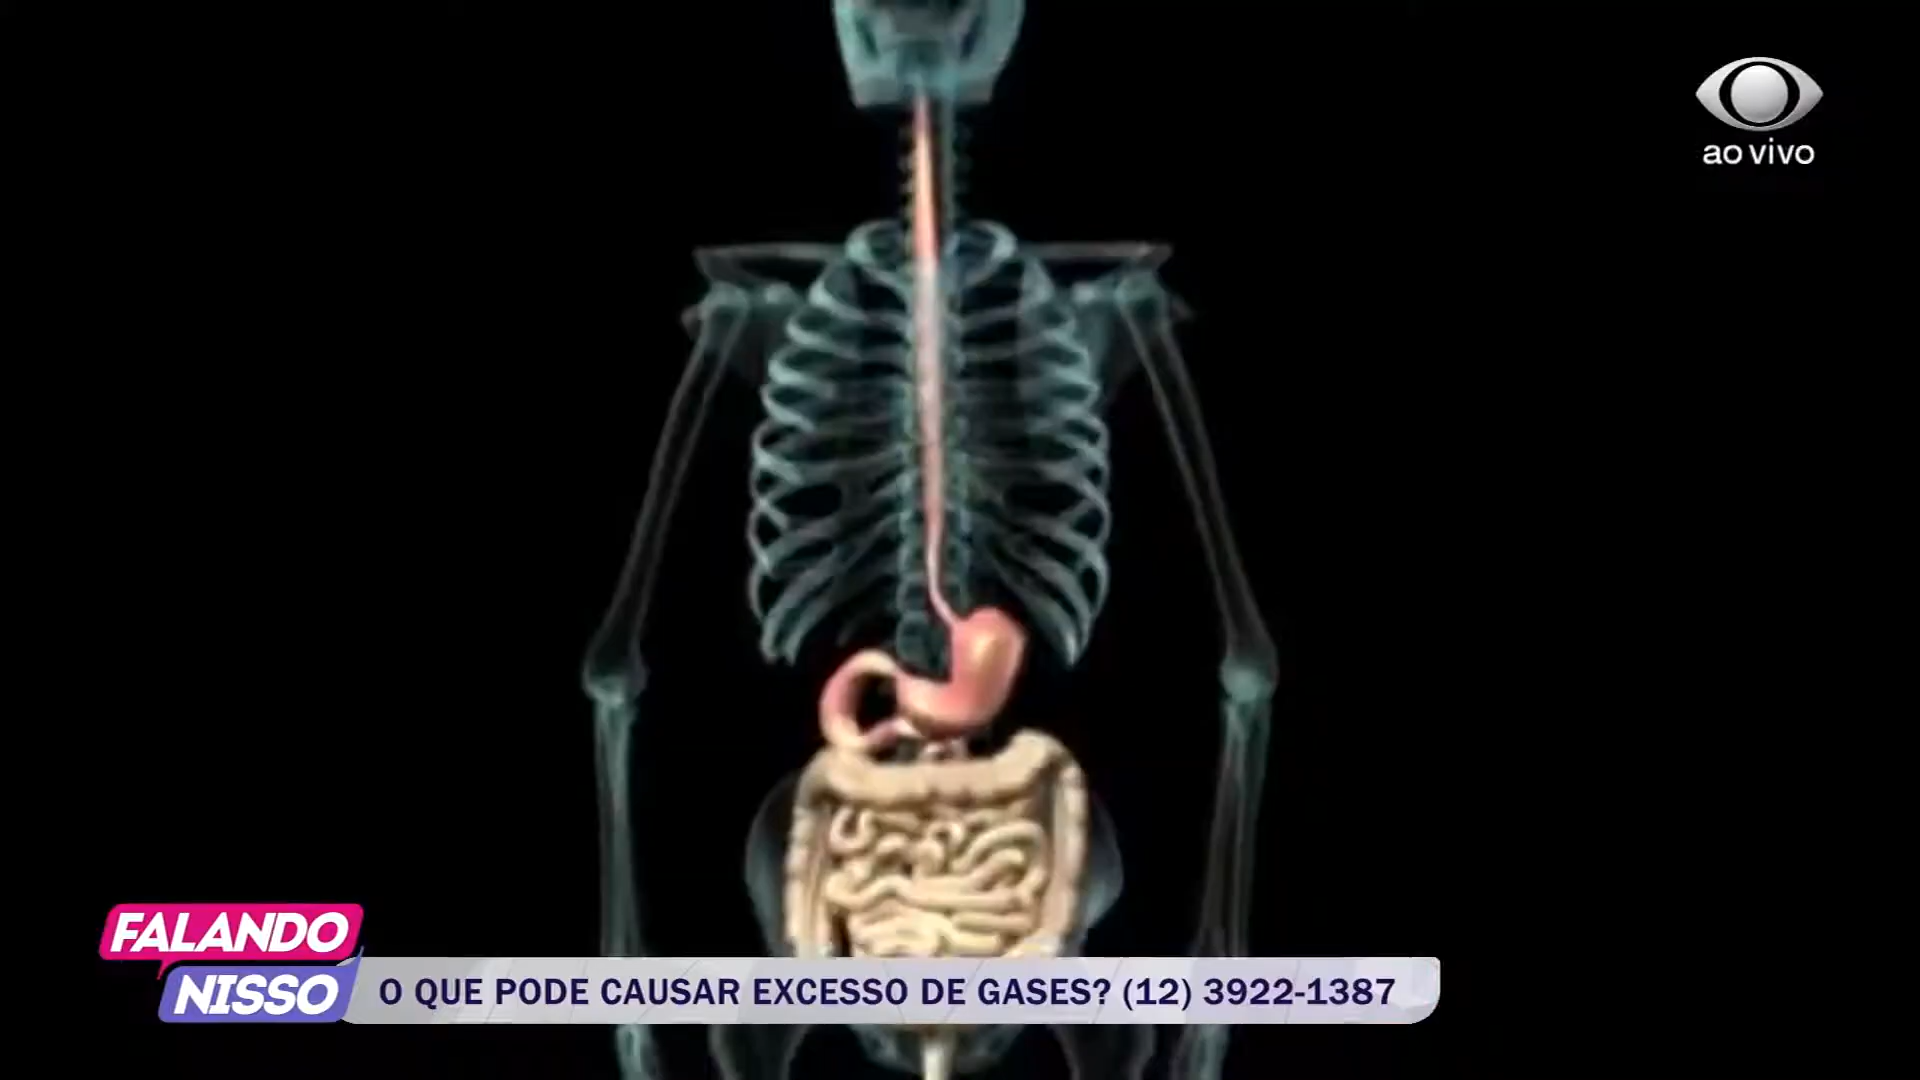 ao vivo
FALANDO
NISSO
O QUE PODE CAUSAR EXCESSO DE GASES? (12) 3922-1387